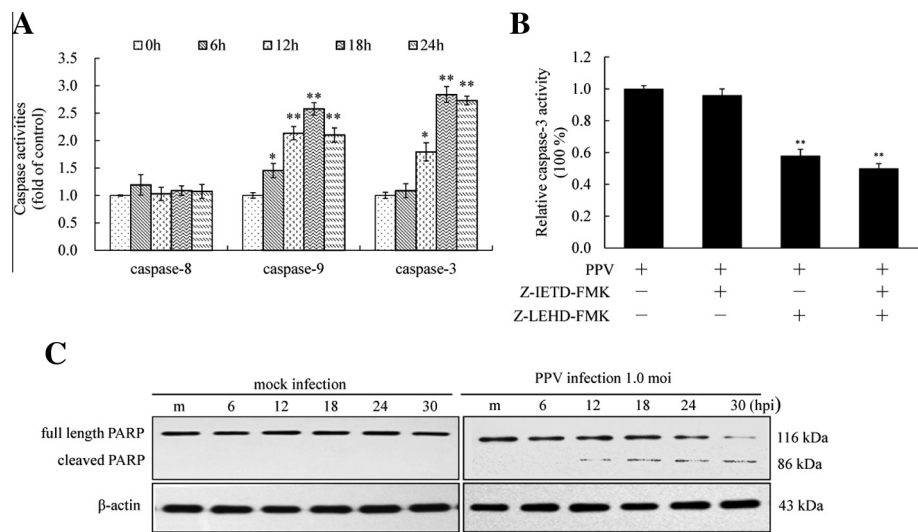 A
0h 6h 12h 18h 24h
Caspase activities
(fold of control)
3.5
3.0
2.5
2.0
1.5
1.0
0.5
0.0
* ** ** ** * ** **
caspase-8 caspase-9 caspase-3
B
Relative caspase-3 activity
(100 %)
1.2
1.0
0.8
0.6
0.4
0.2
0.0
** **
PPV + + + +
Z-IETD-FMK − + − +
Z-LEHD-FMK − − + +
C
mock infection
m 6 12 18 24 30
PPV infection 1.0 moi
m 6 12 18 24 30 (hpi)
full length PARP 116 kDa
cleaved PARP 86 kDa
β-actin 43 kDa